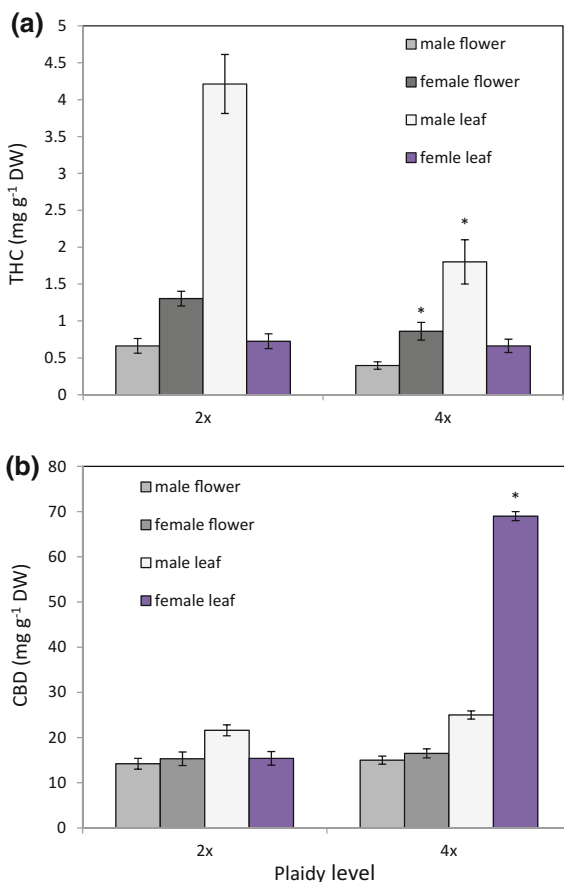 (a)
5
4.5
4
3.5
3
2.5
2
1.5
1
0.5
0
THC (mg g⁻¹ DW)
male flower
female flower
male leaf
femle leaf
*
*
2x
4x
(b)
80
70
60
50
40
30
20
10
0
CBD (mg g⁻¹ DW)
male flower
female flower
male leaf
female leaf
*
2x
4x
Plaidy level